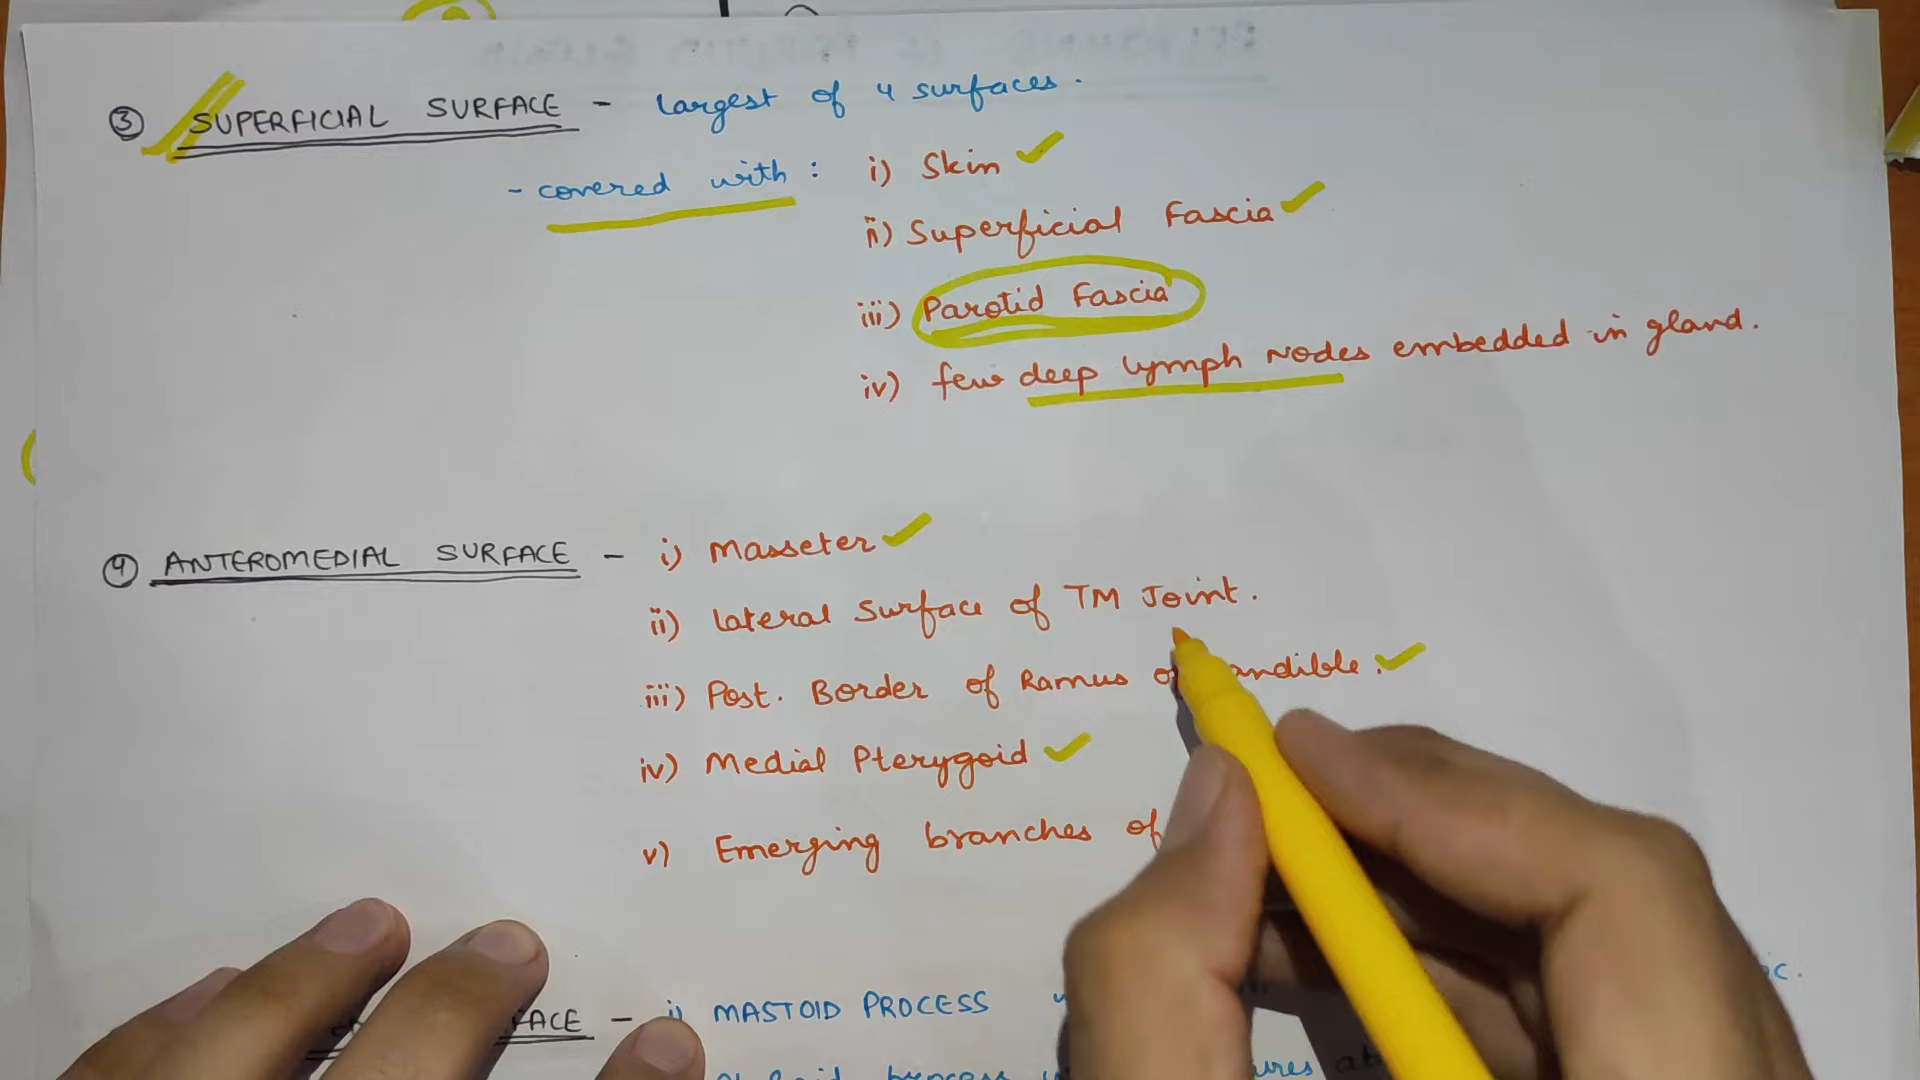 ③ SUPERFICIAL SURFACE - largest of 4 surfaces.
- covered with : i) Skin
ii) Superficial Fascia
iii) Parotid Fascia
iv) few deep lymph Nodes embedded in gland.
④ ANTEROMEDIAL SURFACE - i) Masseter
ii) lateral surface of TM Joint.
iii) Post. Border of Ramus andible.
iv) Medial Pterygoid
v) Emerging branches of
FACE - i) MASTOID PROCESS